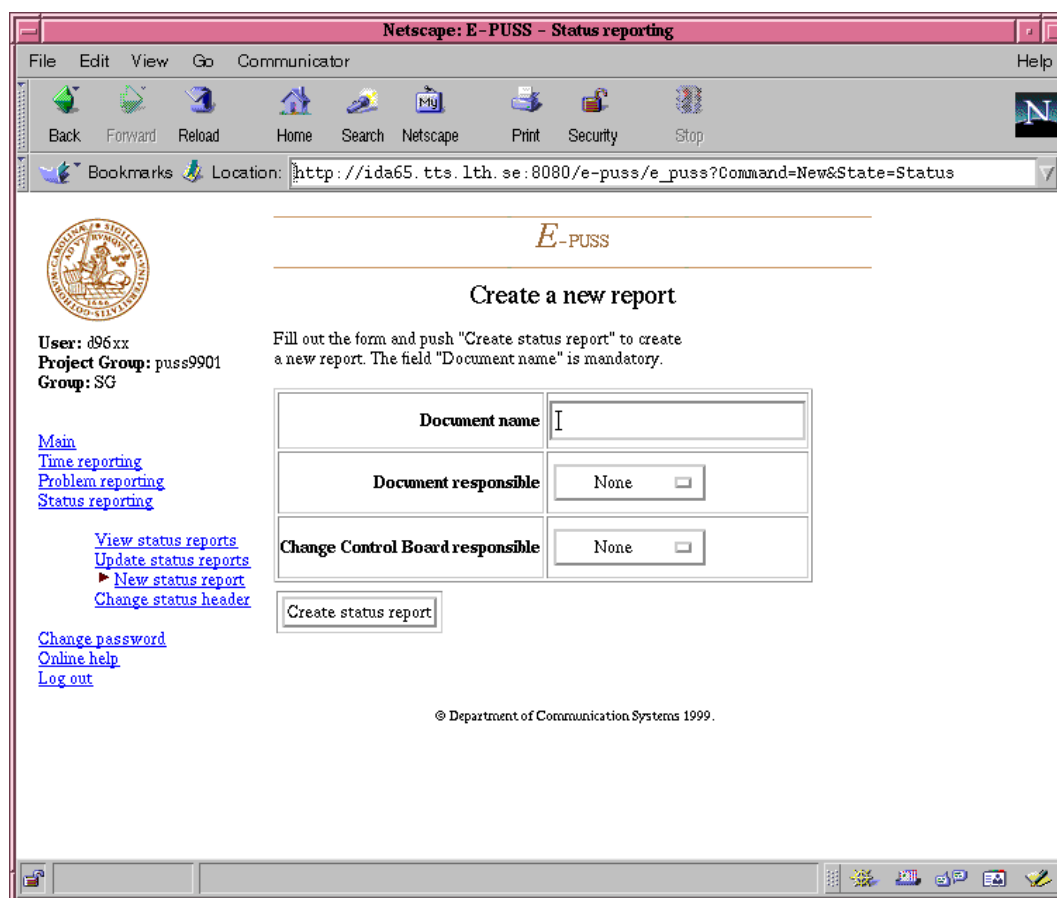 Netscape: E-PUSS - Status reporting
File Edit View Go Communicator Help
Back Forward Reload Home Search Netscape Print Security Stop
My
N
Bookmarks Location: http://ida65.tts.lth.se:8080/e-puss/e_puss?Command=New&State=Status
E-PUSS
Create a new report
Fill out the form and push "Create status report" to create
a new report. The field "Document name" is mandatory.
User: d96xx
Project Group: puss9901
Group: SG
Main
Time reporting
Problem reporting
Status reporting
View status reports
Update status reports
New status report
Change status header
Change password
Online help
Log out
Document name
Document responsible None
Change Control Board responsible None
Create status report
© Department of Communication Systems 1999.